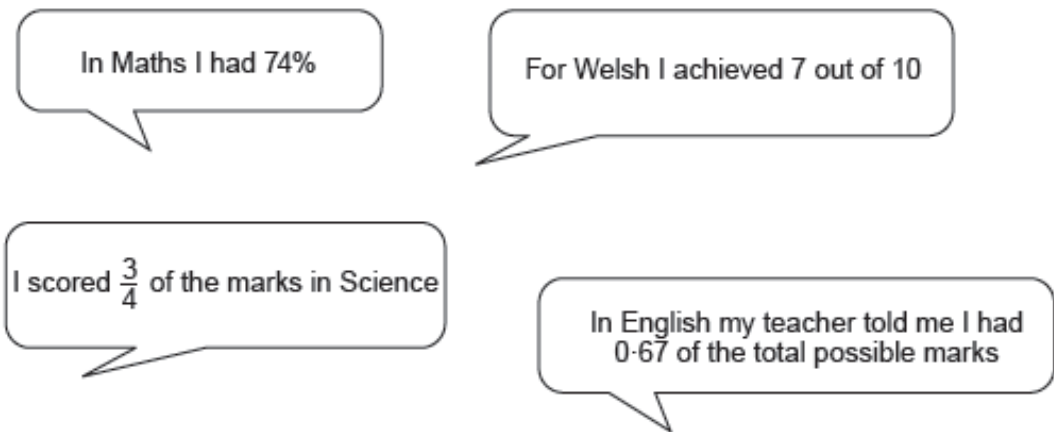 In Maths I had 74%
For Welsh I achieved 7 out of 10
I scored 3/4 of the marks in Science
In English my teacher told me I had
0·67 of the total possible marks